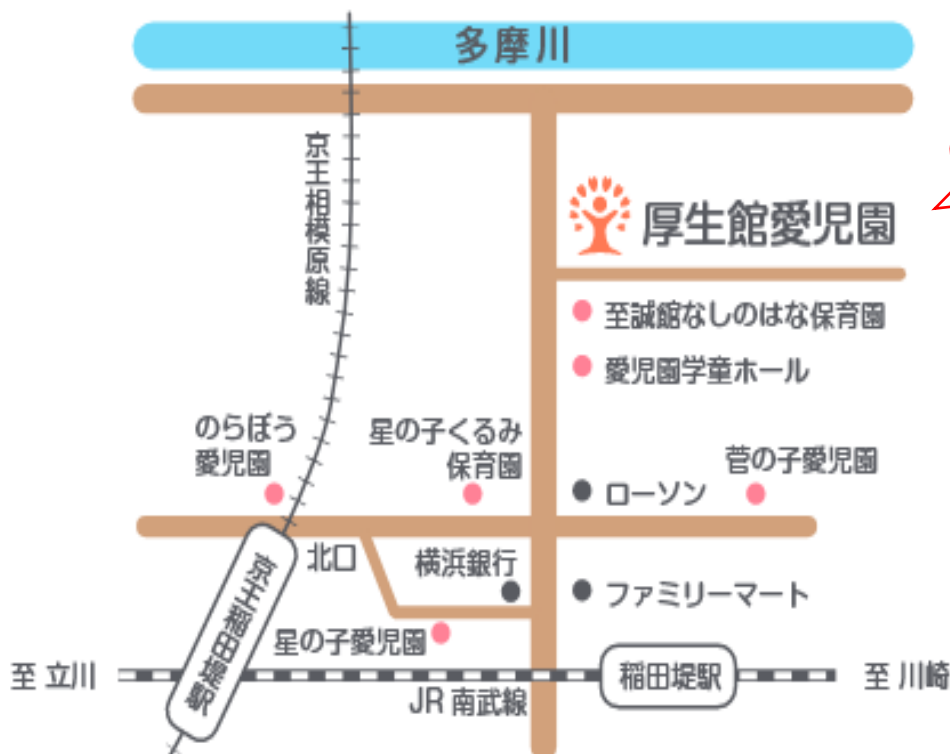 多摩川
京王相模原線
厚生館愛児園
至誠館なしのはな保育園
愛児園学童ホール
のらぼう
愛児園
星の子くるみ
保育園
ローソン
菅の子愛児園
北口
横浜銀行
ファミリーマート
京王稲田堤駅
星の子愛児園
至 立川
JR 南武線
稲田堤駅
至 川崎